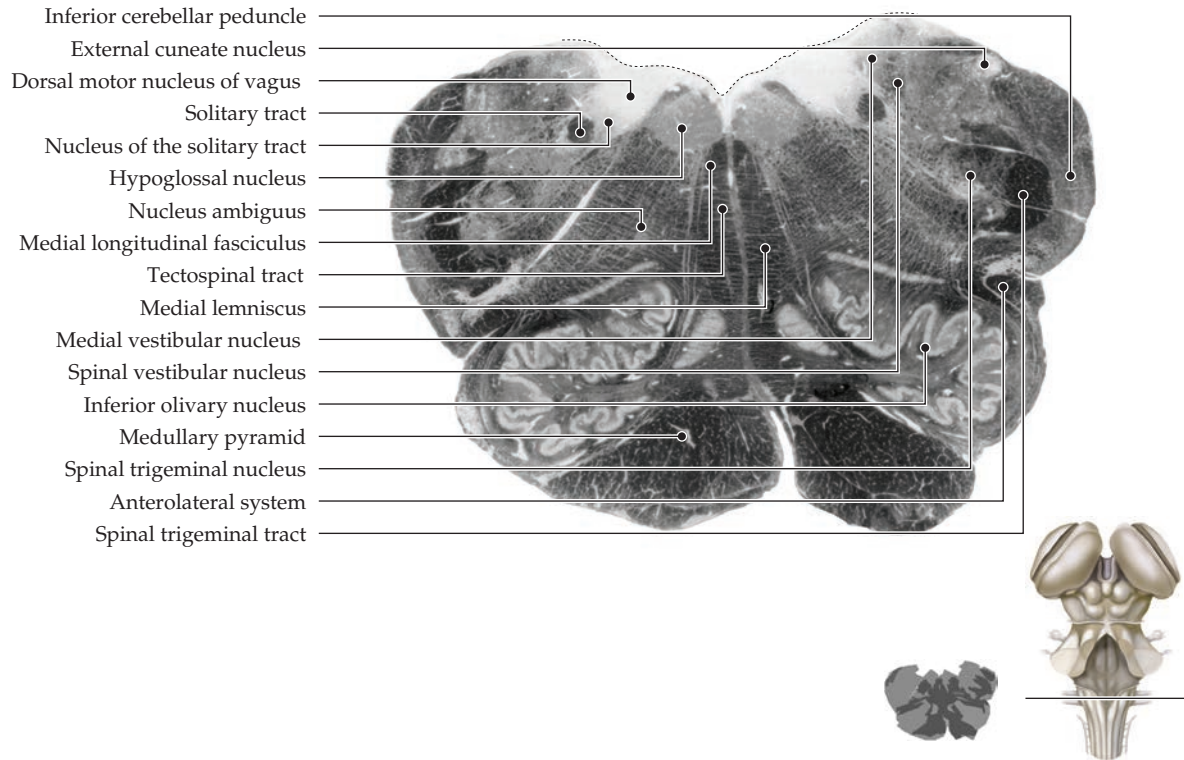 Inferior cerebellar peduncle
External cuneate nucleus
Dorsal motor nucleus of vagus
Solitary tract
Nucleus of the solitary tract
Hypoglossal nucleus
Nucleus ambiguus
Medial longitudinal fasciculus
Tectospinal tract
Medial lemniscus
Medial vestibular nucleus
Spinal vestibular nucleus
Inferior olivary nucleus
Medullary pyramid
Spinal trigeminal nucleus
Anterolateral system
Spinal trigeminal tract